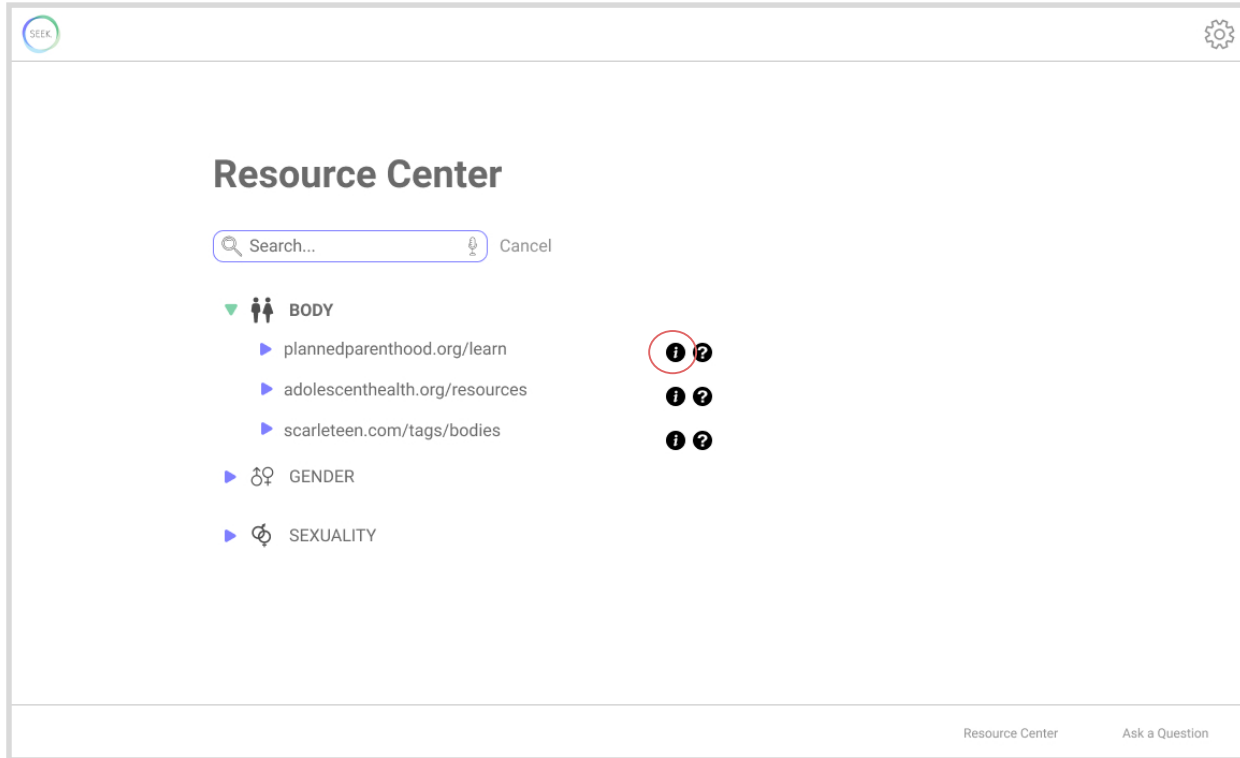 SEEK
Resource Center
Search... Cancel
BODY
plannedparenthood.org/learn
adolescenthealth.org/resources
scarleteen.com/tags/bodies
GENDER
SEXUALITY
Resource Center Ask a Question